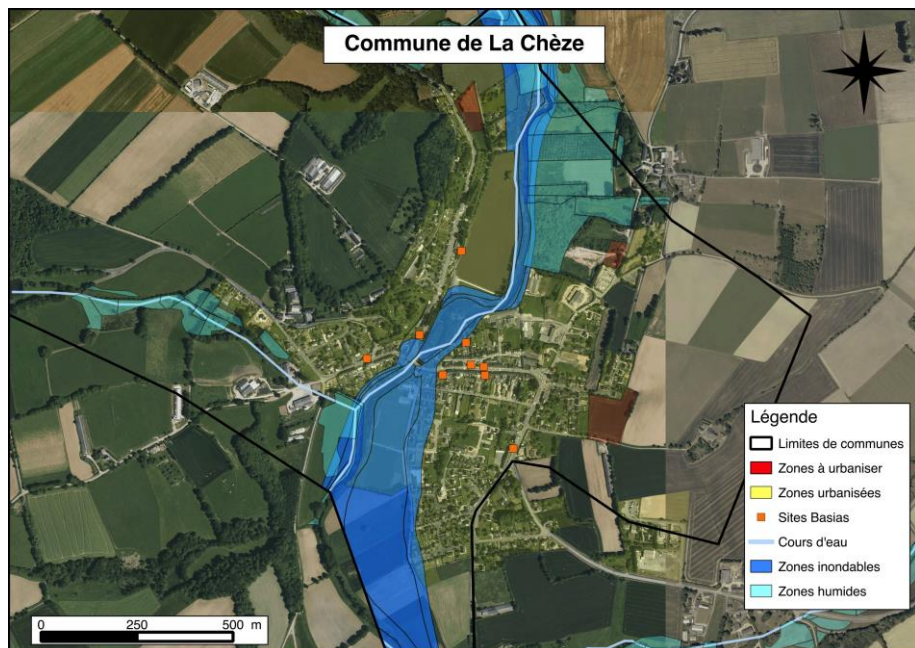 Commune de La Chèze
Légende
Limites de communes
Zones à urbaniser
Zones urbanisées
Sites Basias
Cours d'eau
Zones inondables
Zones humides
0 250 500 m